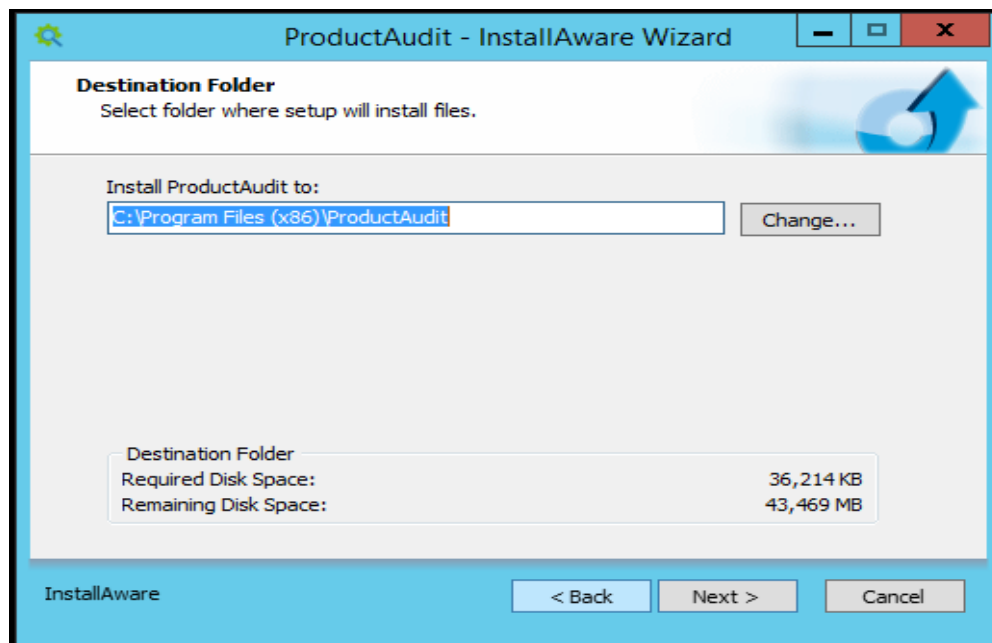 ProductAudit - InstallAware Wizard
Destination Folder
Select folder where setup will install files.
Install ProductAudit to:
C:\Program Files (x86)\ProductAudit
Change...
Destination Folder
Required Disk Space: 36,214 KB
Remaining Disk Space: 43,469 MB
InstallAware
< Back Next > Cancel